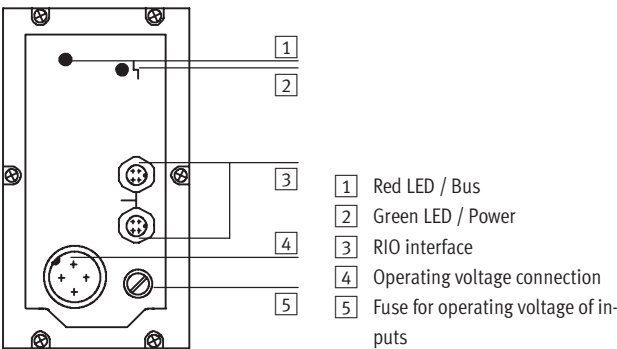 1
2
3
4
5
1 Red LED / Bus
2 Green LED / Power
3 RIO interface
4 Operating voltage connection
5 Fuse for operating voltage of in-
puts